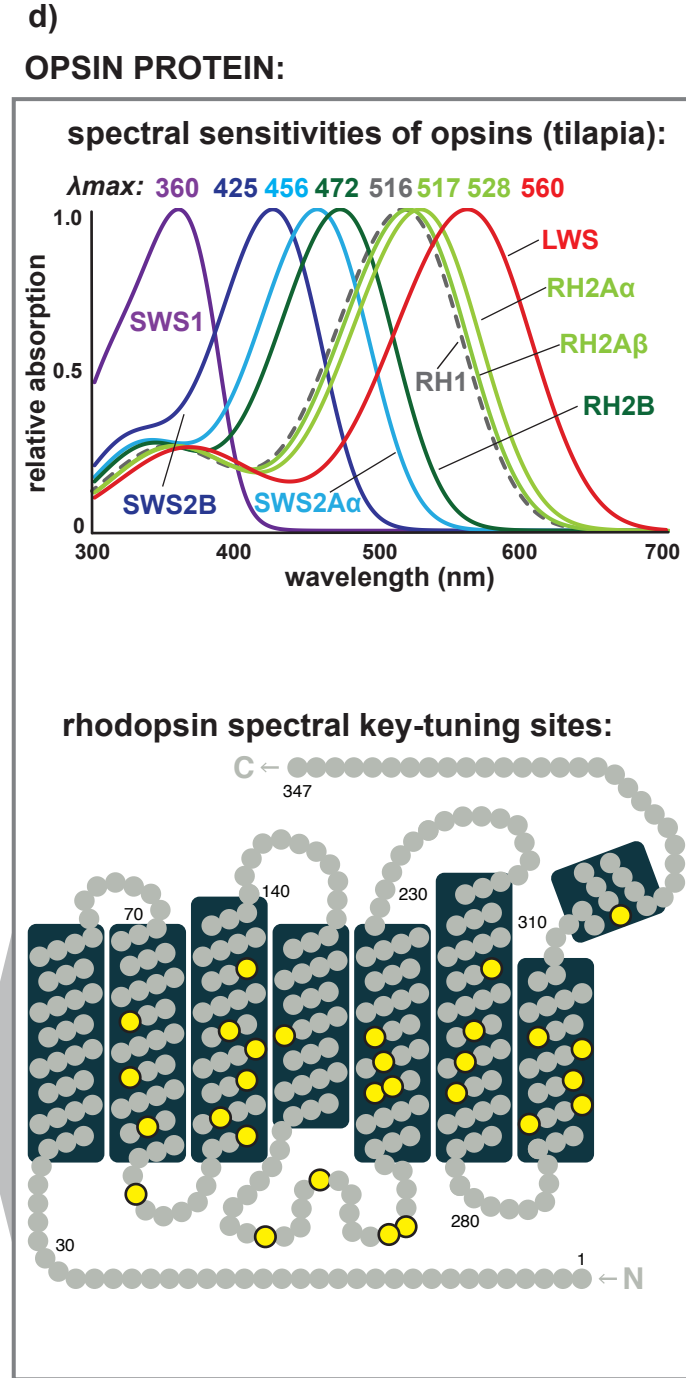 d)
OPSIN PROTEIN:
spectral sensitivities of opsins (tilapia):
λmax: 360 425 456 472 516 517 528 560
1.0
LWS
RH2Aα
SWS1
RH2Aβ
0.5
RH1
RH2B
SWS2B
SWS2Aα
0
relative absorption
300 400 500 600 700
wavelength (nm)
rhodopsin spectral key-tuning sites:
C ←
347
140
230
70
310
280
30
1
← N